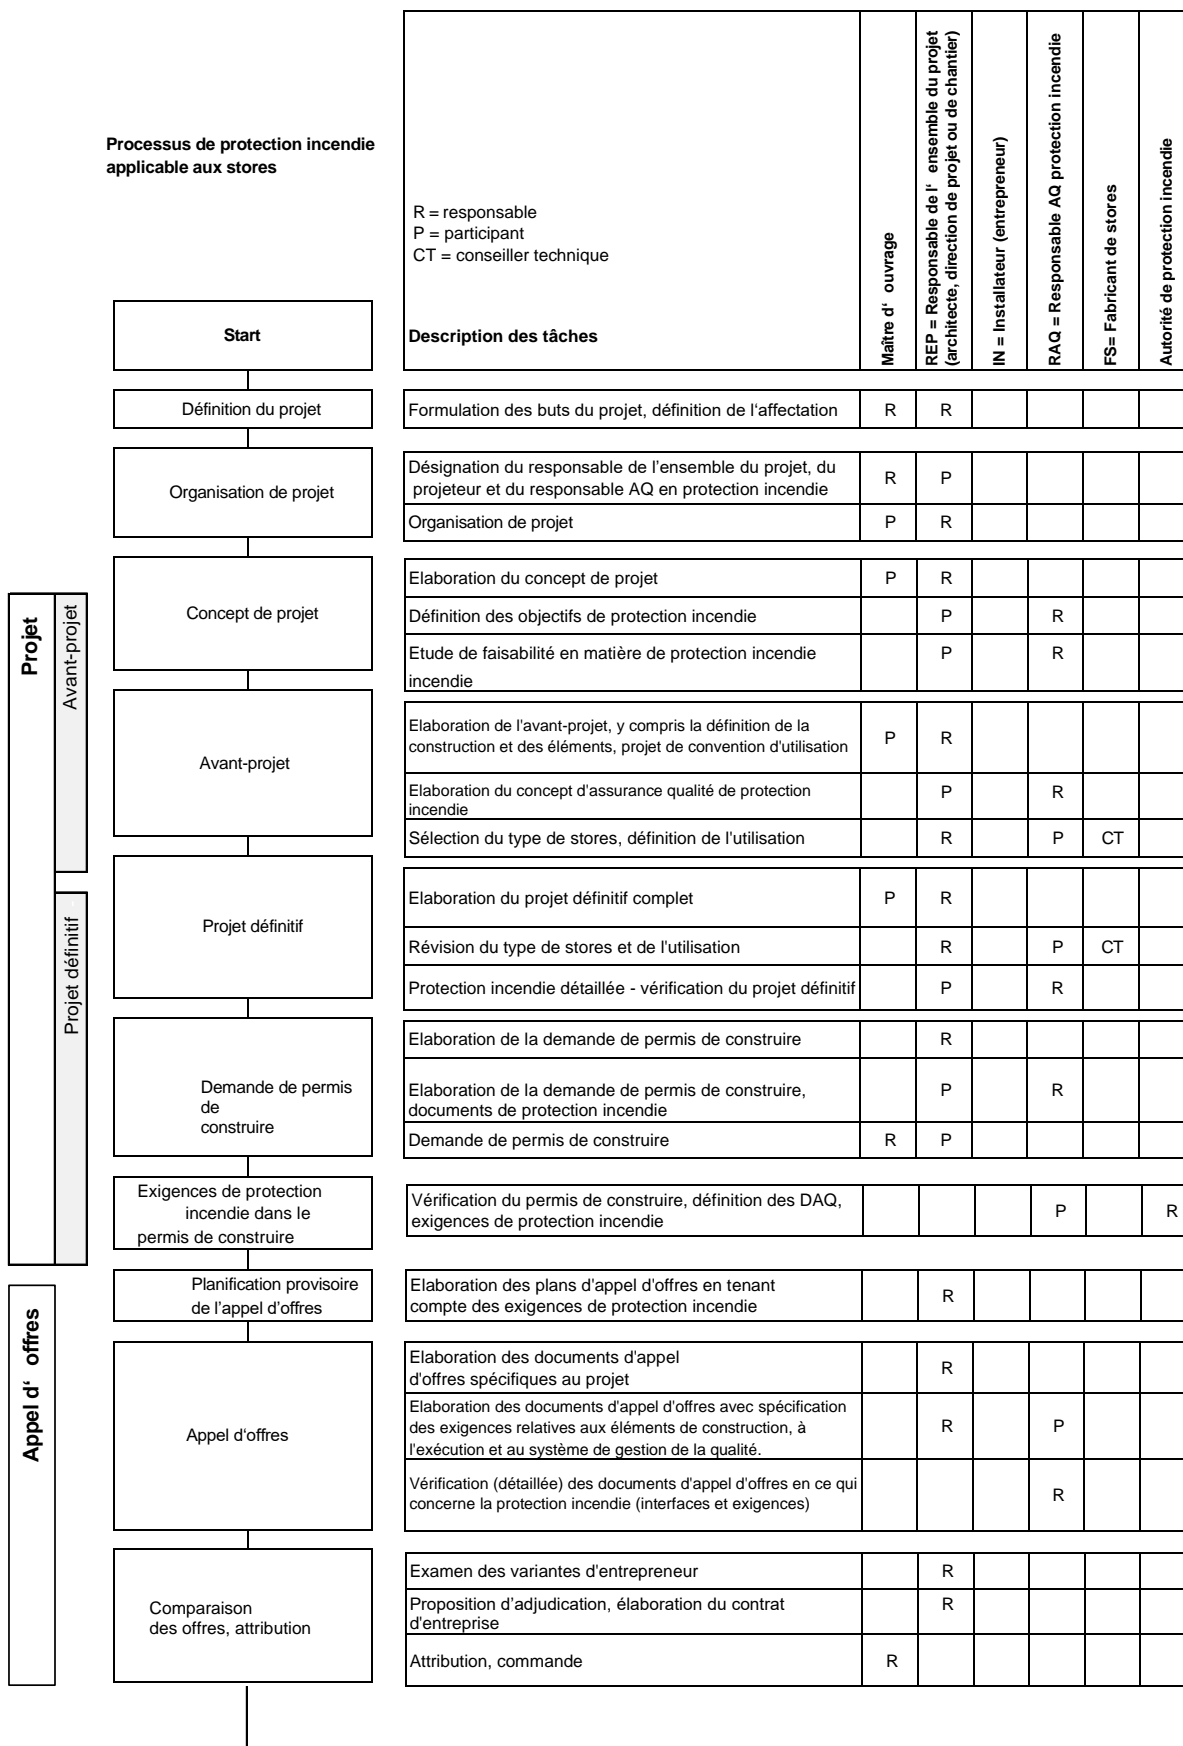 Processus de protection incendie
applicable aux stores
R = responsable
P = participant
CT = conseiller technique
Start
Description des tâches
Maître d‘ ouvrage
REP = Responsable de l‘ ensemble du projet
(architecte, direction de projet ou de chantier)
IN = Installateur (entrepreneur)
RAQ = Responsable AQ protection incendie
FS= Fabricant de stores
Autorité de protection incendie
Projet
Avant-projet
Projet définitif -
Appel d‘ offres
Définition du projet
Formulation des buts du projet, définition de l‘affectation R R
Organisation de projet
Désignation du responsable de l’ensemble du projet, du
projeteur et du responsable AQ en protection incendie R P
Organisation de projet P R
Concept de projet
Elaboration du concept de projet P R
Définition des objectifs de protection incendie P R
Etude de faisabilité en matière de protection incendie P R
incendie
Avant-projet
Elaboration de l'avant-projet, y compris la définition de la
construction et des éléments, projet de convention d'utilisation P R
Elaboration du concept d'assurance qualité de protection P R
incendie
Sélection du type de stores, définition de l'utilisation R P CT
Projet définitif
Elaboration du projet définitif complet P R
Révision du type de stores et de l'utilisation R P CT
Protection incendie détaillée - vérification du projet définitif P R
Demande de permis
de
construire
Elaboration de la demande de permis de construire R
Elaboration de la demande de permis de construire, P R
documents de protection incendie
Demande de permis de construire R P
Exigences de protection
incendie dans le
permis de construire
Vérification du permis de construire, définition des DAQ,
exigences de protection incendie P R
Planification provisoire
de l’appel d’offres
Elaboration des plans d'appel d'offres en tenant
compte des exigences de protection incendie R
Appel d‘offres
Elaboration des documents d'appel
d'offres spécifiques au projet R
Elaboration des documents d'appel d'offres avec spécification
des exigences relatives aux éléments de construction, à R P
l'exécution et au système de gestion de la qualité.
Vérification (détaillée) des documents d'appel d'offres en ce qui
concerne la protection incendie (interfaces et exigences) R
Comparaison
des offres, attribution
Examen des variantes d'entrepreneur R
Proposition d’adjudication, élaboration du contrat R
d'entreprise
Attribution, commande R